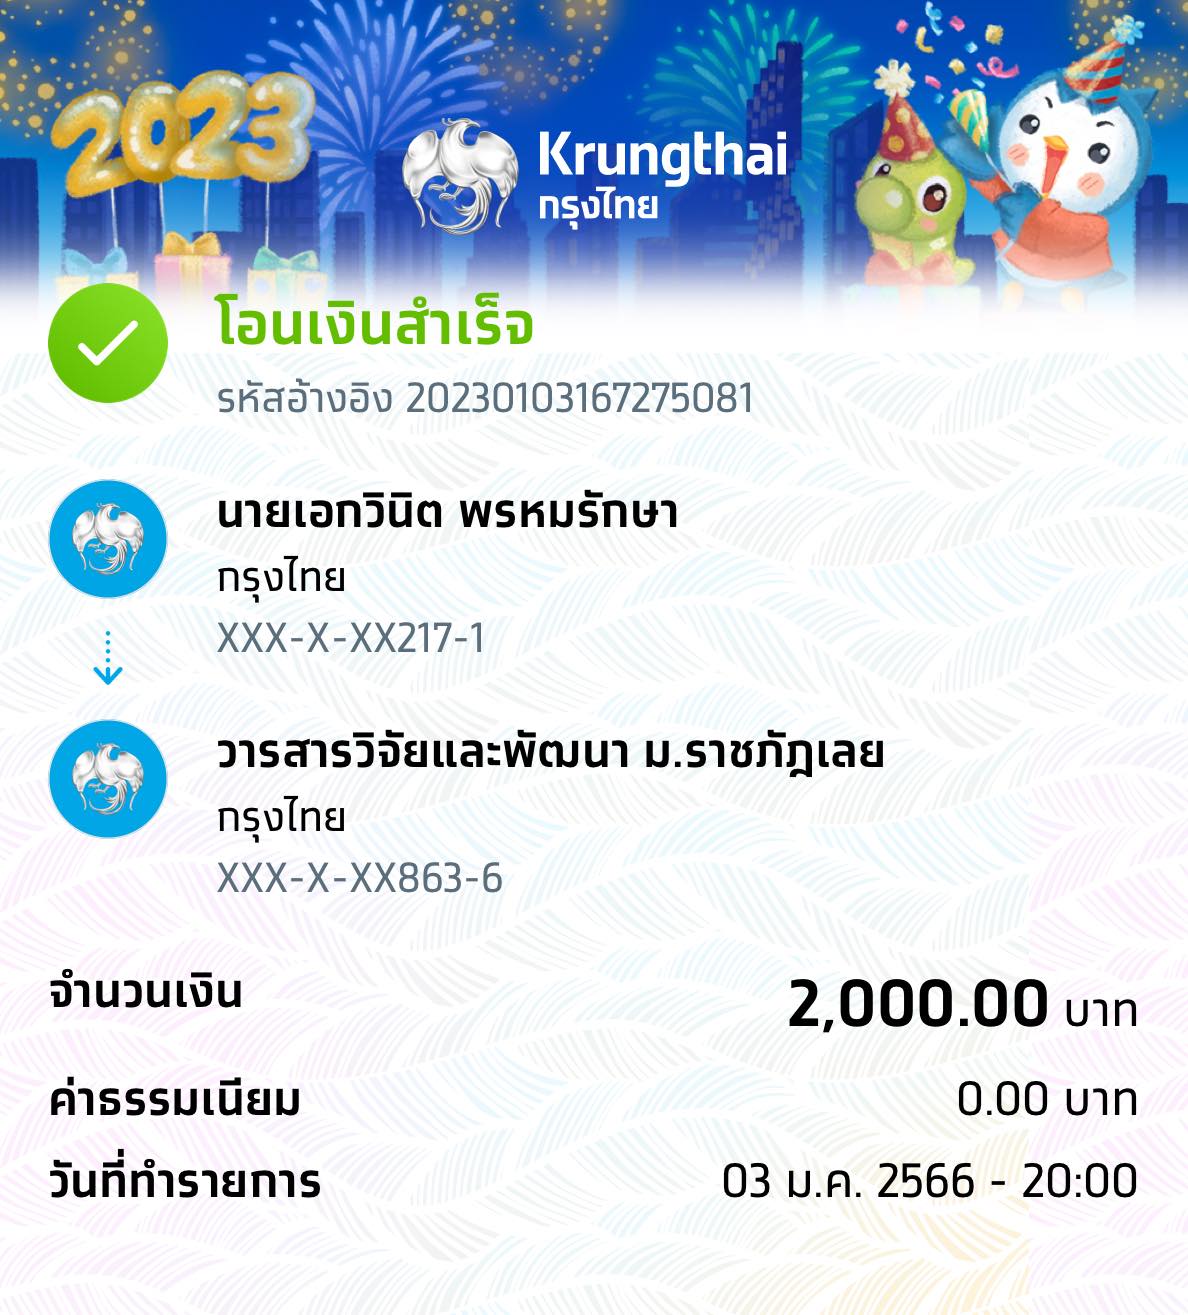 2023
Krungthai
กรุงไทย
โอนเงินสำเร็จ
รหัสอ้างอิง 20230103167275081
นายเอกวินิต พรหมรักษา
กรุงไทย
XXX-X-XX217-1
วารสารวิจัยและพัฒนา ม.ราชภัฎเลย
กรุงไทย
XXX-X-XX863-6
จำนวนเงิน 2,000.00 บาท
ค่าธรรมเนียม 0.00 บาท
วันที่ทำรายการ 03 ม.ค. 2566 - 20:00